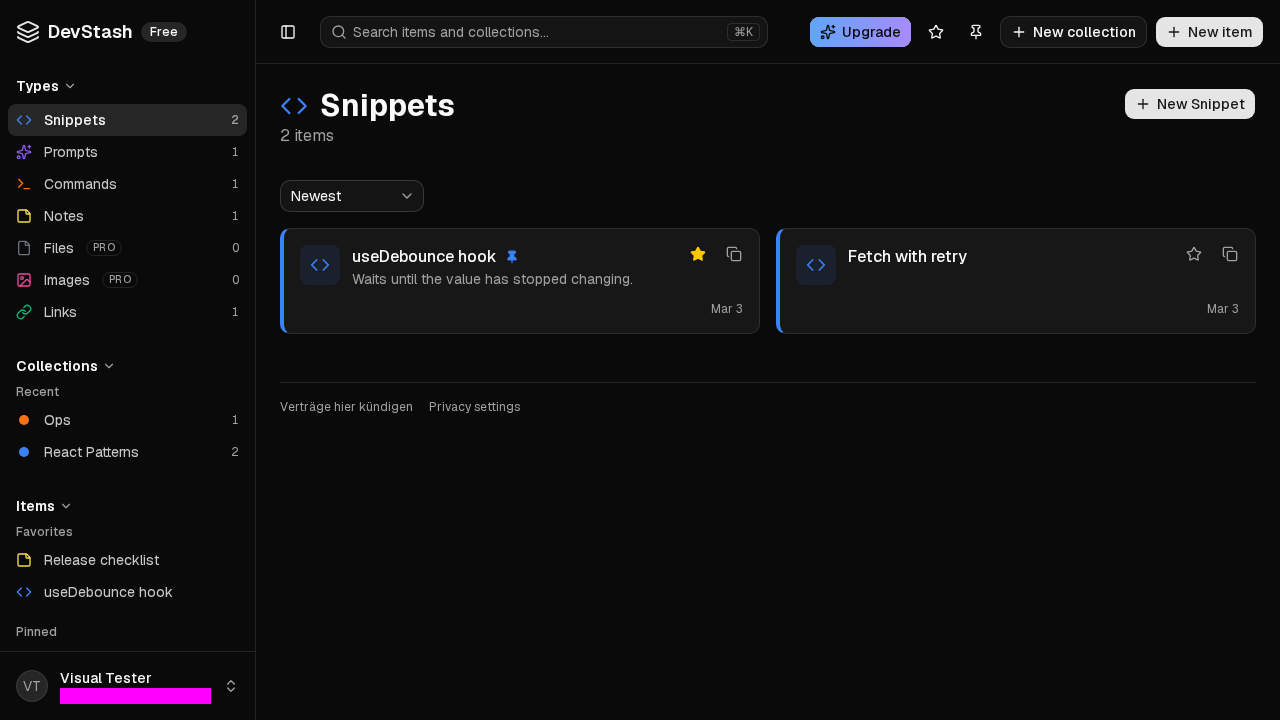 DevStash Free
Search items and collections... ⌘K
Upgrade
New collection
New item
Types
Snippets 2
Prompts 1
Commands 1
Notes 1
Files PRO 0
Images PRO 0
Links 1
Collections
Recent
Ops 1
React Patterns 2
Items
Favorites
Release checklist
useDebounce hook
Pinned
VT Visual Tester
Snippets
2 items
New Snippet
Newest
useDebounce hook
Waits until the value has stopped changing.
Mar 3
Fetch with retry
Mar 3
Verträge hier kündigen Privacy settings